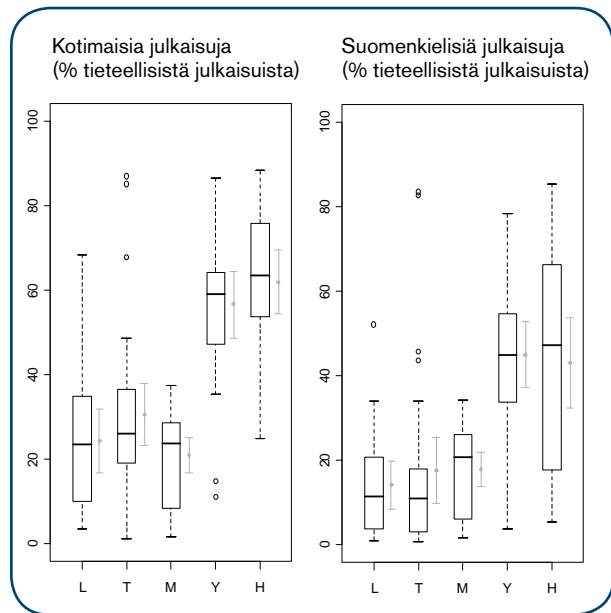 Kotimaisia julkaisuja
(% tieteellisistä julkaisuista)
100
80
60
40
20
0
L T M Y H
Suomenkielisiä julkaisuja
(% tieteellisistä julkaisuista)
100
80
60
40
20
0
L T M Y H